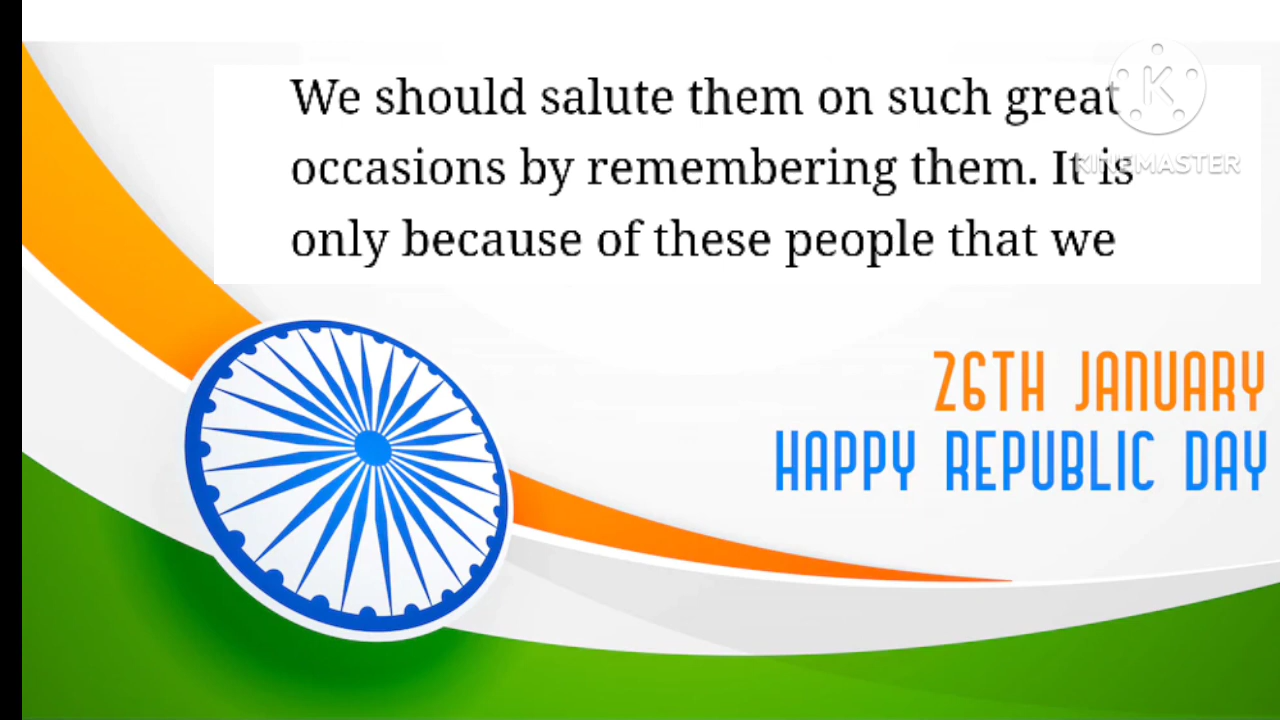 We should salute them on such great
occasions by remembering them. It is
only because of these people that we
K
KINEMASTER
26TH JANUARY
HAPPY REPUBLIC DAY